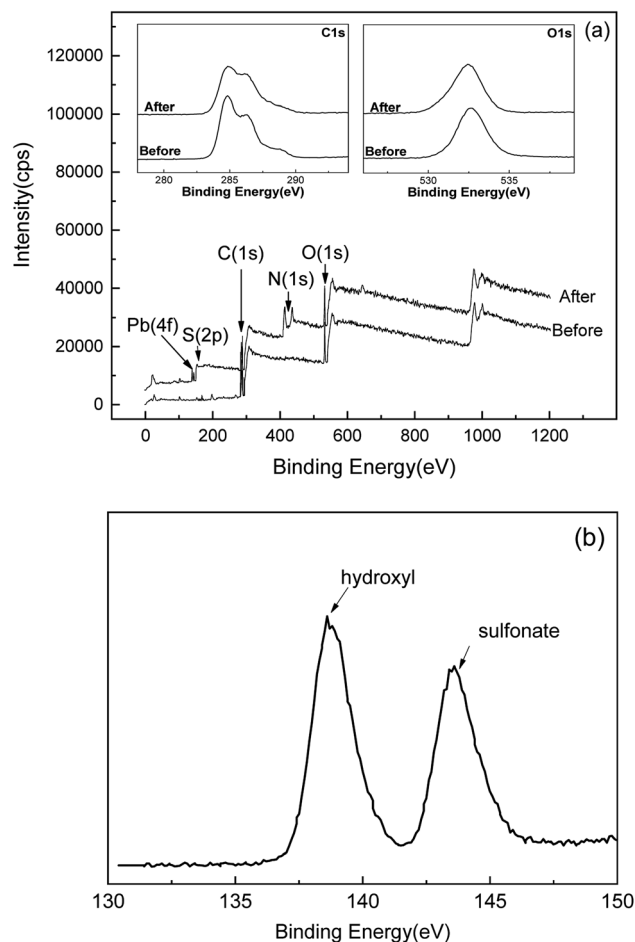 C1s
O1s
(a)
After
After
Before
Before
280
285
290
530
535
Binding Energy(eV)
Binding Energy(eV)
120000
100000
80000
60000
40000
20000
0
Intensity(cps)
C(1s)
O(1s)
N(1s)
Pb(4f)
S(2p)
After
Before
0
200
400
600
800
1000
1200
Binding Energy(eV)
(b)
hydroxyl
sulfonate
130
135
140
145
150
Binding Energy(eV)